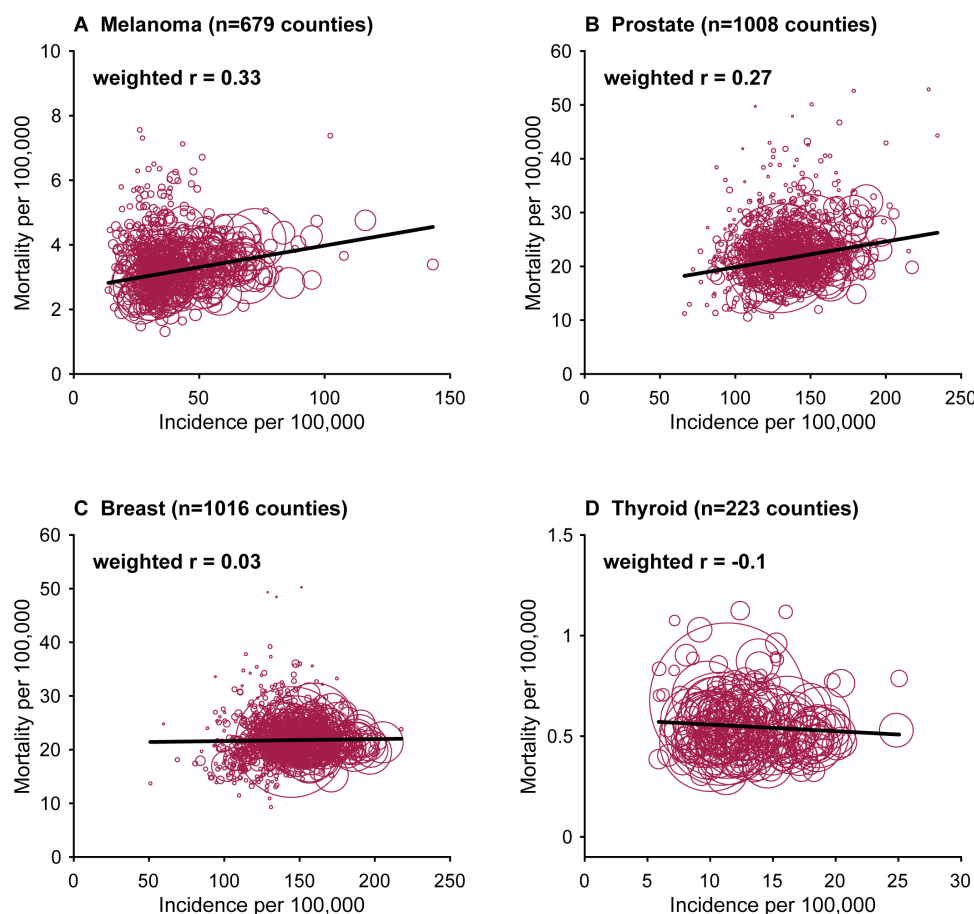 A Melanoma (n=679 counties)
weighted r = 0.33
Mortality per 100,000
10
8
6
4
2
0
0 50 100 150
Incidence per 100,000
B Prostate (n=1008 counties)
weighted r = 0.27
Mortality per 100,000
60
50
40
30
20
10
0
0 50 100 150 200 250
Incidence per 100,000
C Breast (n=1016 counties)
weighted r = 0.03
Mortality per 100,000
60
50
40
30
20
10
0
0 50 100 150 200 250
Incidence per 100,000
D Thyroid (n=223 counties)
weighted r = -0.1
Mortality per 100,000
1.5
1
0.5
0
0 5 10 15 20 25 30
Incidence per 100,000